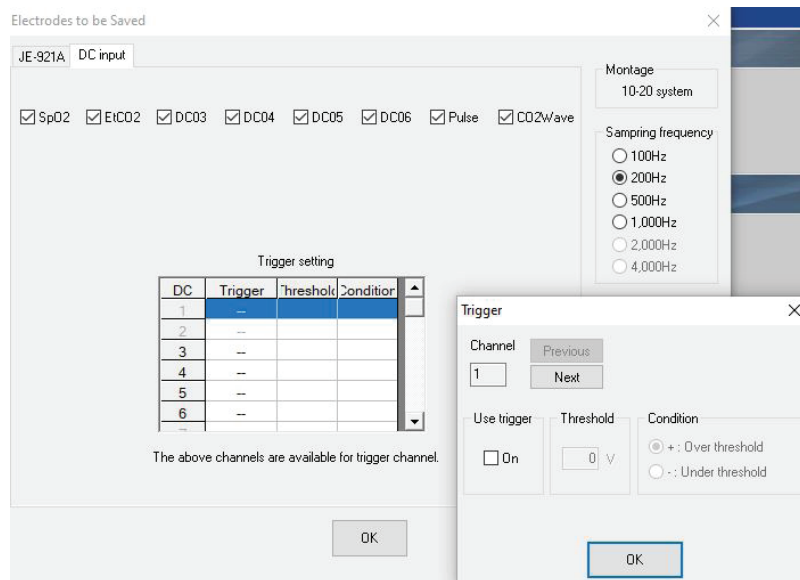 Electrodes to be Saved
JE-921A DC input
SpO2 EtCO2 DC03 DC04 DC05 DC06 Pulse CO2Wave
Montage
10-20 system
Sampring frequency
100Hz
200Hz
500Hz
1,000Hz
2,000Hz
4,000Hz
Trigger setting
DC Trigger Threshold Condition
1 --
2 --
3 --
4 --
5 --
6 --
The above channels are available for trigger channel.
OK
Trigger
Channel
1
Previous
Next
Use trigger
On
Threshold
0 V
Condition
+ : Over threshold
- : Under threshold
OK